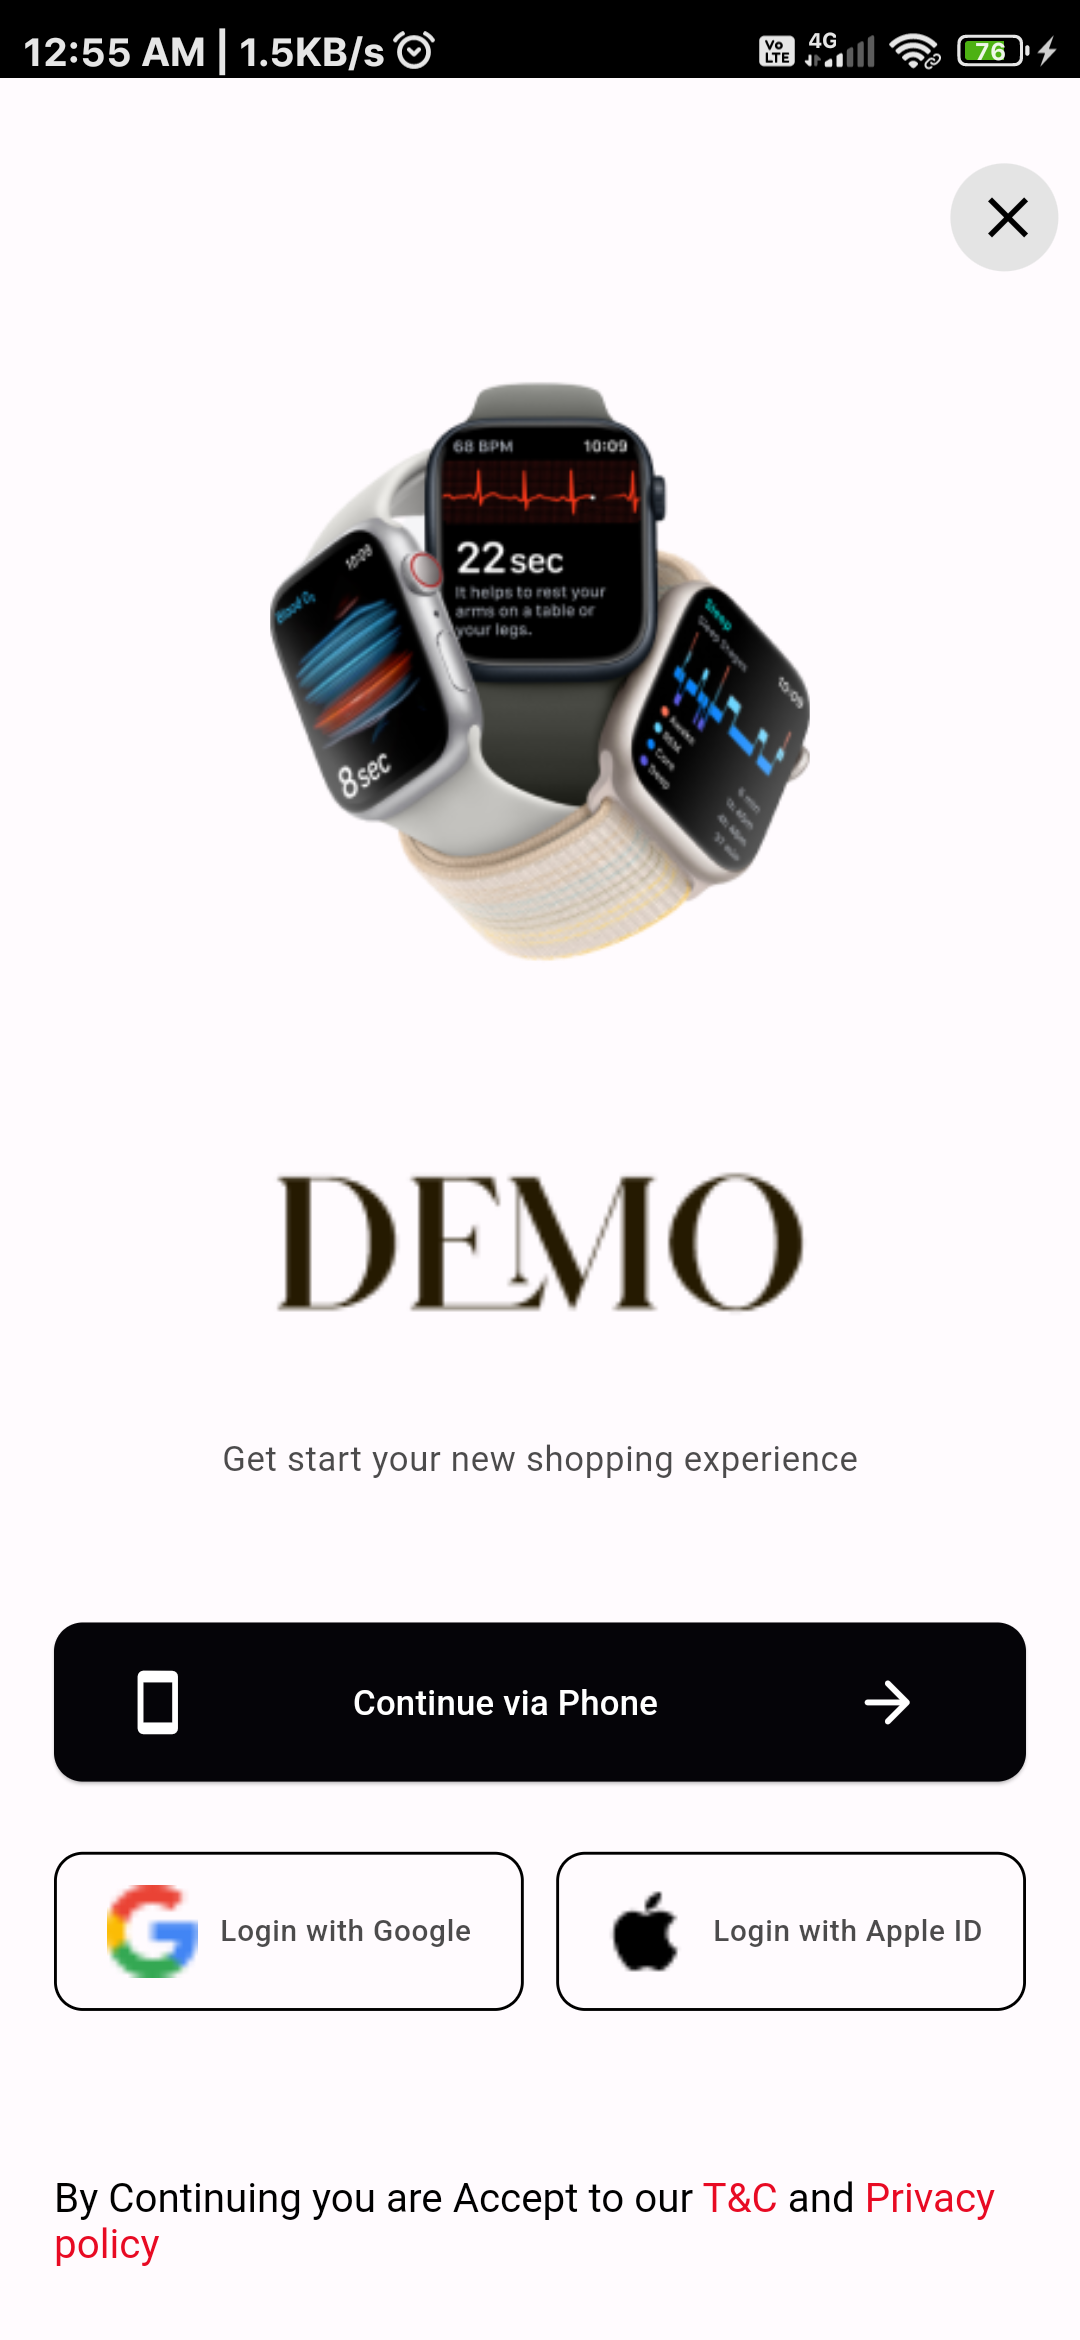 12:55 AM | 1.5KB/s
Vo LTE 4G 76
68 BPM 10:09
22 sec
It helps to rest your
arms on a table or
your legs.
10:09
Blood O₂
8 sec
Sleep
Sleep Stages
10:09
Awake
REM
Core
Deep
DEMO
Get start your new shopping experience
Continue via Phone
Login with Google
Login with Apple ID
By Continuing you are Accept to our T&C and Privacy
policy